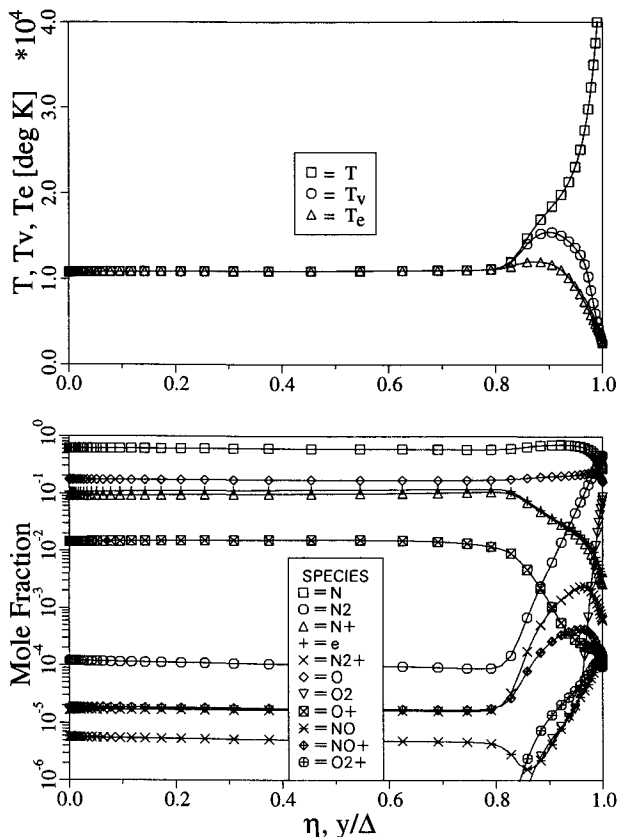 *10^4
4.0
3.0
2.0
1.0
0.0
T, Tv, Te [deg K]
□ = T
○ = T_v
△ = T_e
0.0 0.2 0.4 0.6 0.8 1.0
10^0
10^-1
10^-2
10^-3
10^-4
10^-5
10^-6
Mole Fraction
SPECIES
□ = N
○ = N2
△ = N+
+ = e
× = N2+
◇ = O
▽ = O2
⊠ = O+
× = NO
⊕ = NO+
⊕ = O2+
0.0 0.2 0.4 0.6 0.8 1.0
η, y/Δ